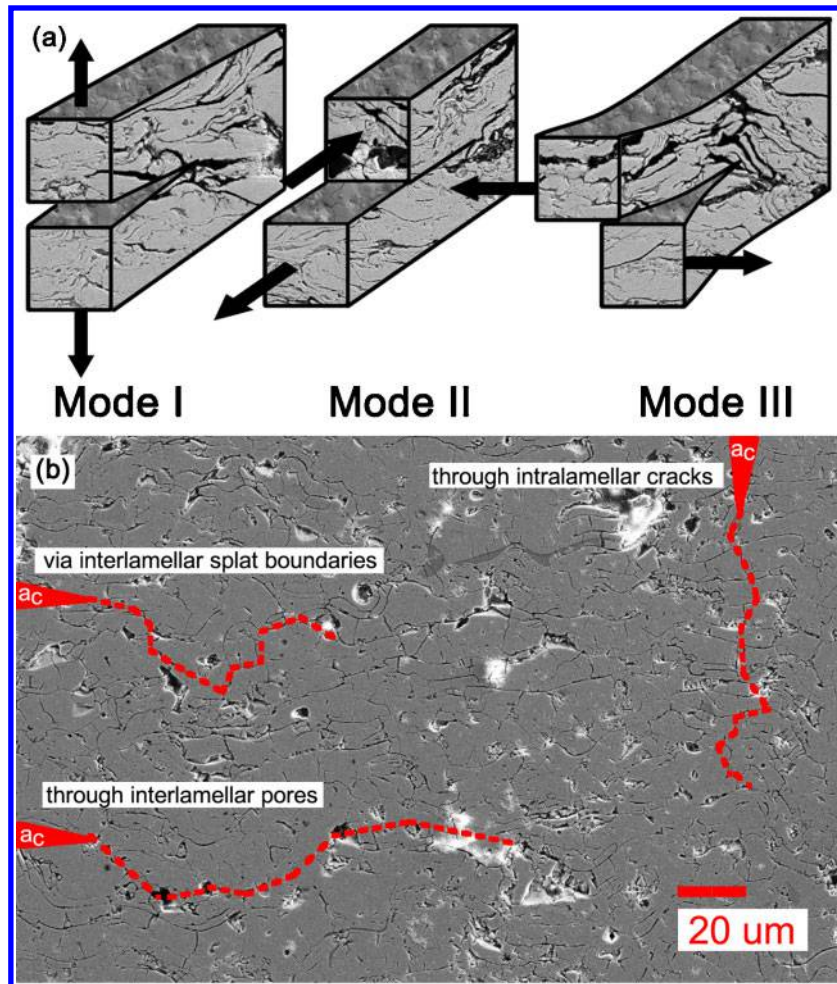 (a)
Mode I Mode II Mode III
(b)
ac
through intralamellar cracks
via interlamellar splat boundaries
ac
through interlamellar pores
ac
20 um